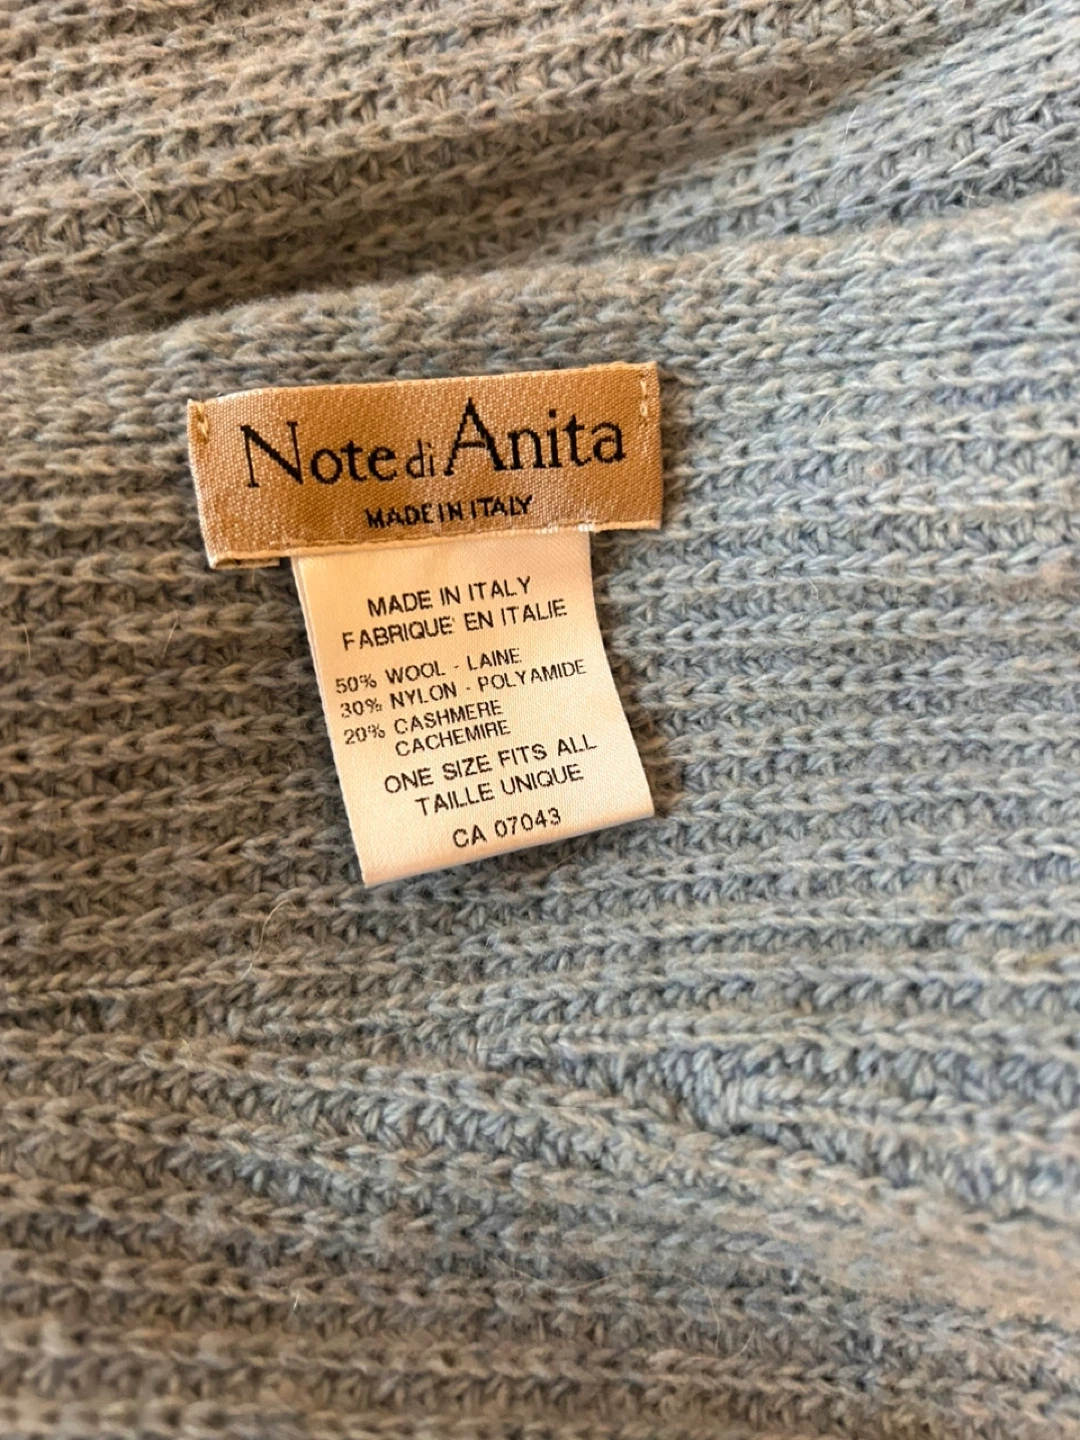 Note di Anita
MADE IN ITALY
MADE IN ITALY
FABRIQUE' EN ITALIE
50% WOOL - LAINE
30% NYLON - POLYAMIDE
20% CASHMERE
CACHEMIRE
ONE SIZE FITS ALL
TAILLE UNIQUE
CA 07043